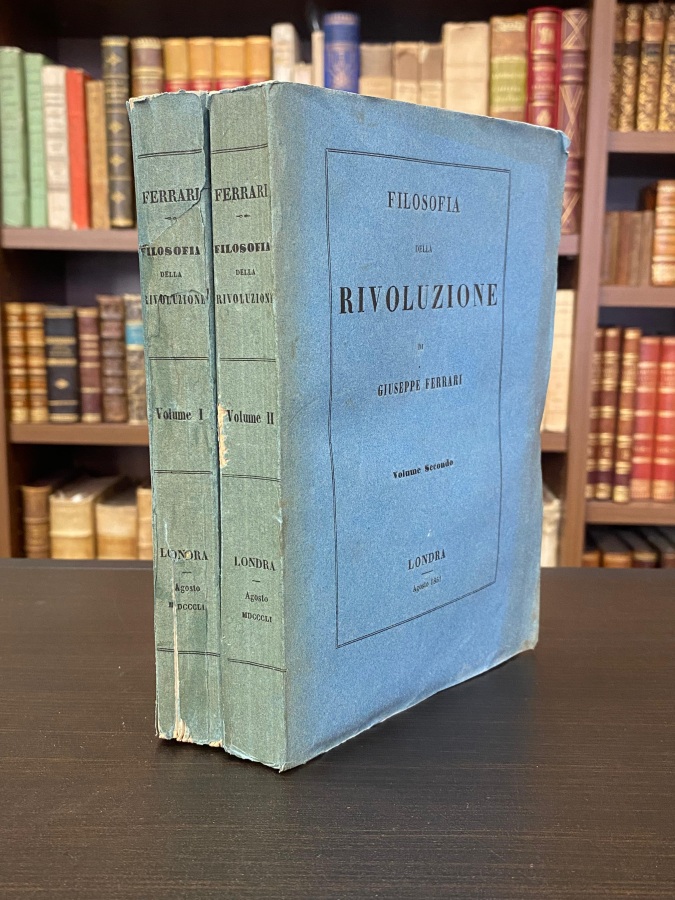 FERRARI
FILOSOFIA
DELLA
RIVOLUZIONE
Volume I
LONDRA
Agosto
MDCCCLI
FERRARI
FILOSOFIA
DELLA
RIVOLUZIONE
Volume II
LONDRA
Agosto
MDCCCLI
FILOSOFIA
DELLA
RIVOLUZIONE
DI
GIUSEPPE FERRARI
Volume Secondo
LONDRA
Agosto 1851